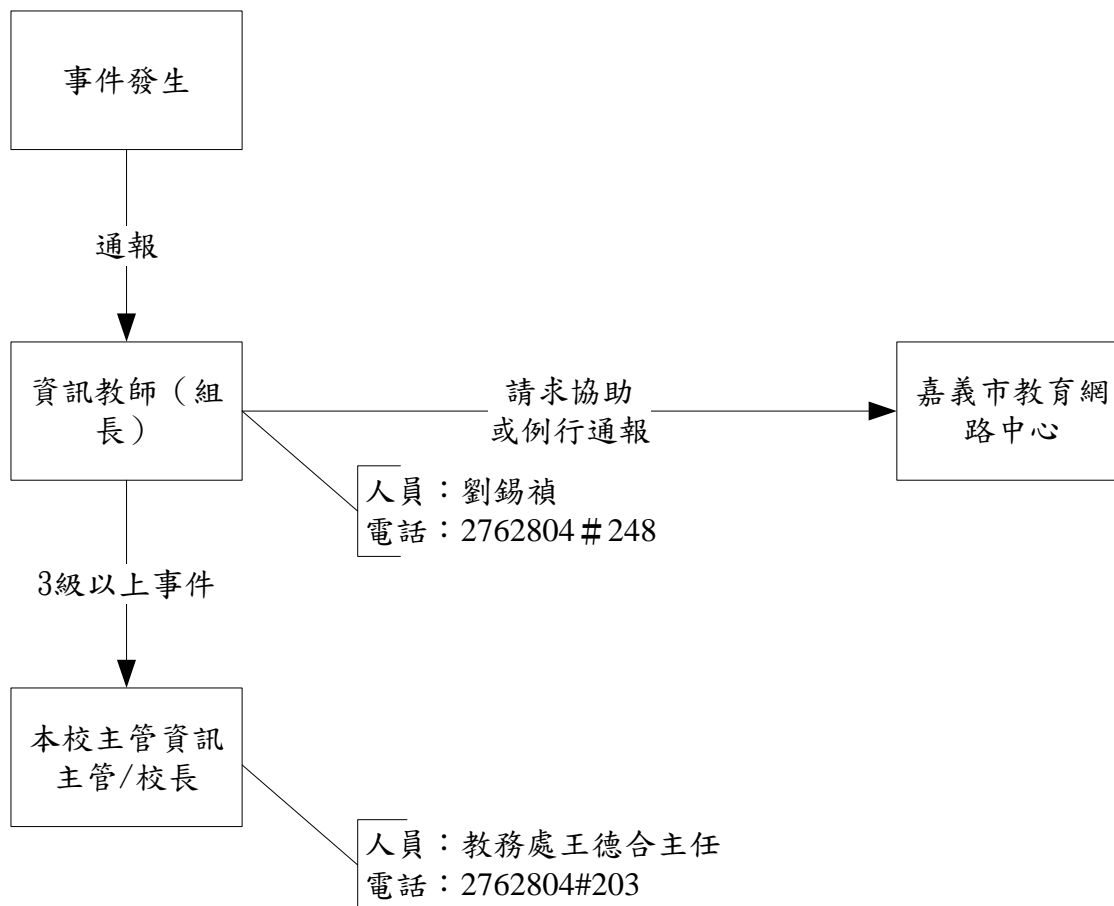 事件發生
通報
資訊教師（組
長）
請求協助
或例行通報
嘉義市教育網
路中心
人員：劉錫禎
電話：2762804＃248
3級以上事件
本校主管資訊
主管/校長
人員：教務處王德合主任
電話：2762804#203